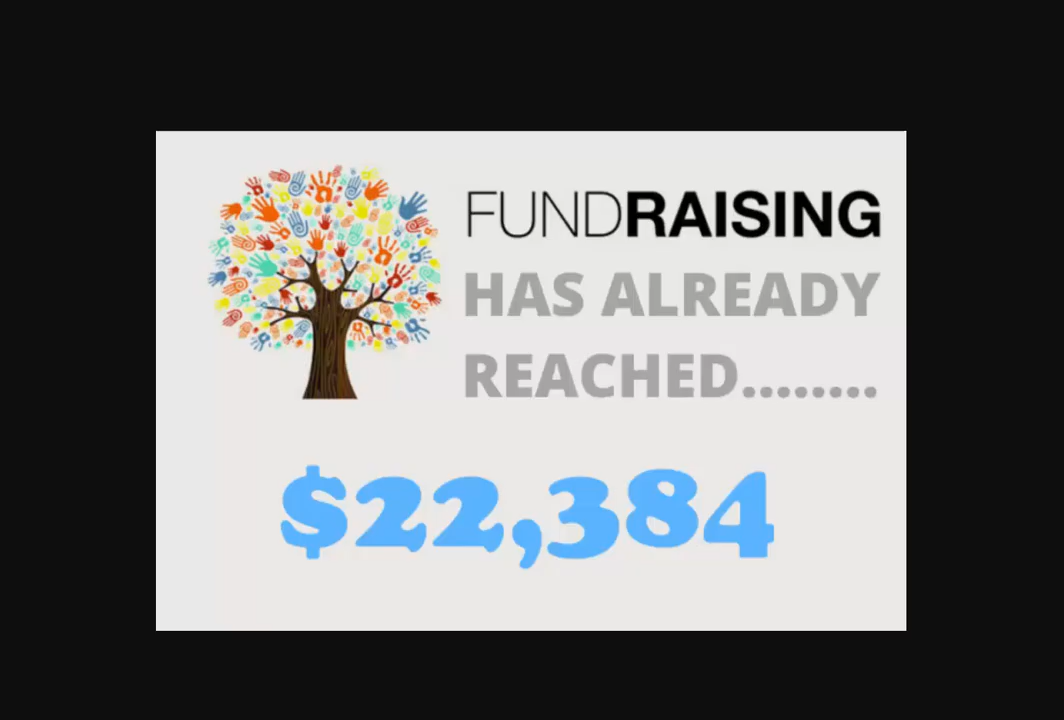 FUNDRAISING
HAS ALREADY
REACHED........
$22,384